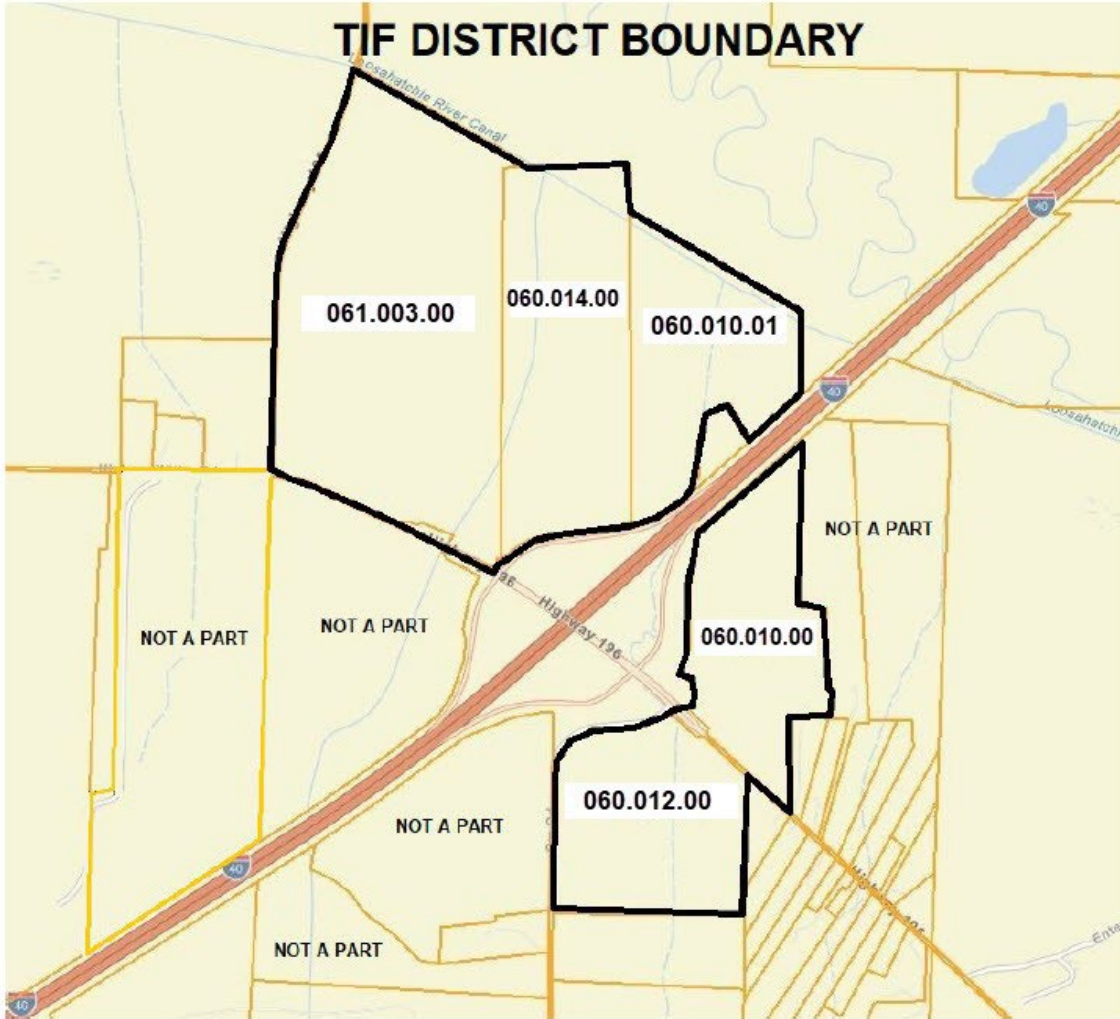 TIF DISTRICT BOUNDARY
Loosahatchie River Canal
40
061.003.00
060.014.00
060.010.01
40
NOT A PART
Highway 196
NOT A PART
NOT A PART
060.010.00
060.012.00
NOT A PART
40
NOT A PART
40